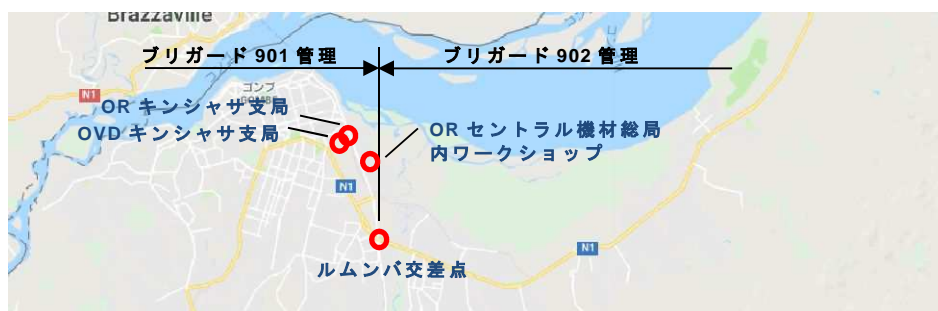 Brazzaville
ブリガード 901 管理
ブリガード 902 管理
ゴンブ
GOMBE
N1
OR キンシャサ支局
OVD キンシャサ支局
OR セントラル機材総局
内ワークショップ
N1
N1
ルムンバ交差点